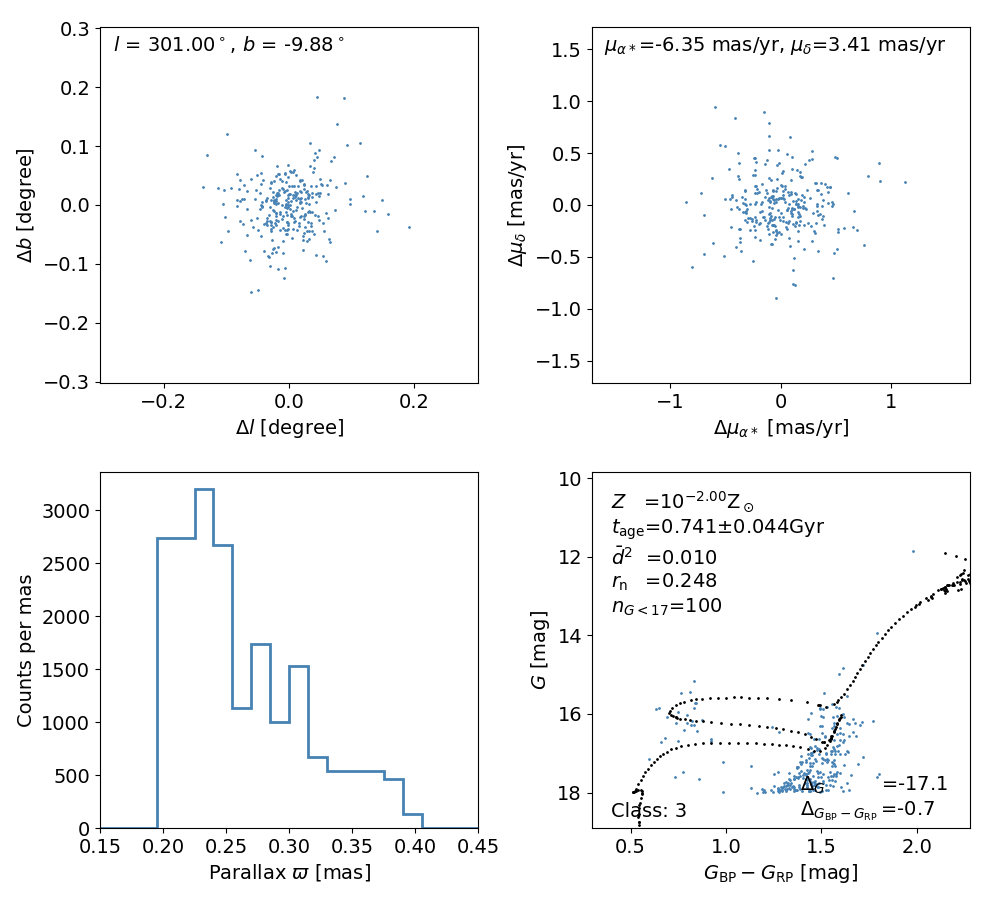 l = 301.00°, b = -9.88°
0.3
0.2
0.1
0.0
−0.1
−0.2
−0.3
Δb [degree]
−0.2 0.0 0.2
Δl [degree]
μα*=-6.35 mas/yr, μδ=3.41 mas/yr
1.5
1.0
0.5
0.0
−0.5
−1.0
−1.5
Δμδ [mas/yr]
−1 0 1
Δμα* [mas/yr]
3000
2500
2000
1500
1000
500
0
Counts per mas
0.15 0.20 0.25 0.30 0.35 0.40 0.45
Parallax ϖ [mas]
Z =10^−2.00 Z⊙
t_age=0.741±0.044Gyr
d̄² =0.010
r_n =0.248
n_G<17=100
10
12
14
16
18
G [mag]
Δ_G =-17.1
Class: 3
Δ_G_BP−G_RP =-0.7
0.5 1.0 1.5 2.0
G_BP − G_RP [mag]